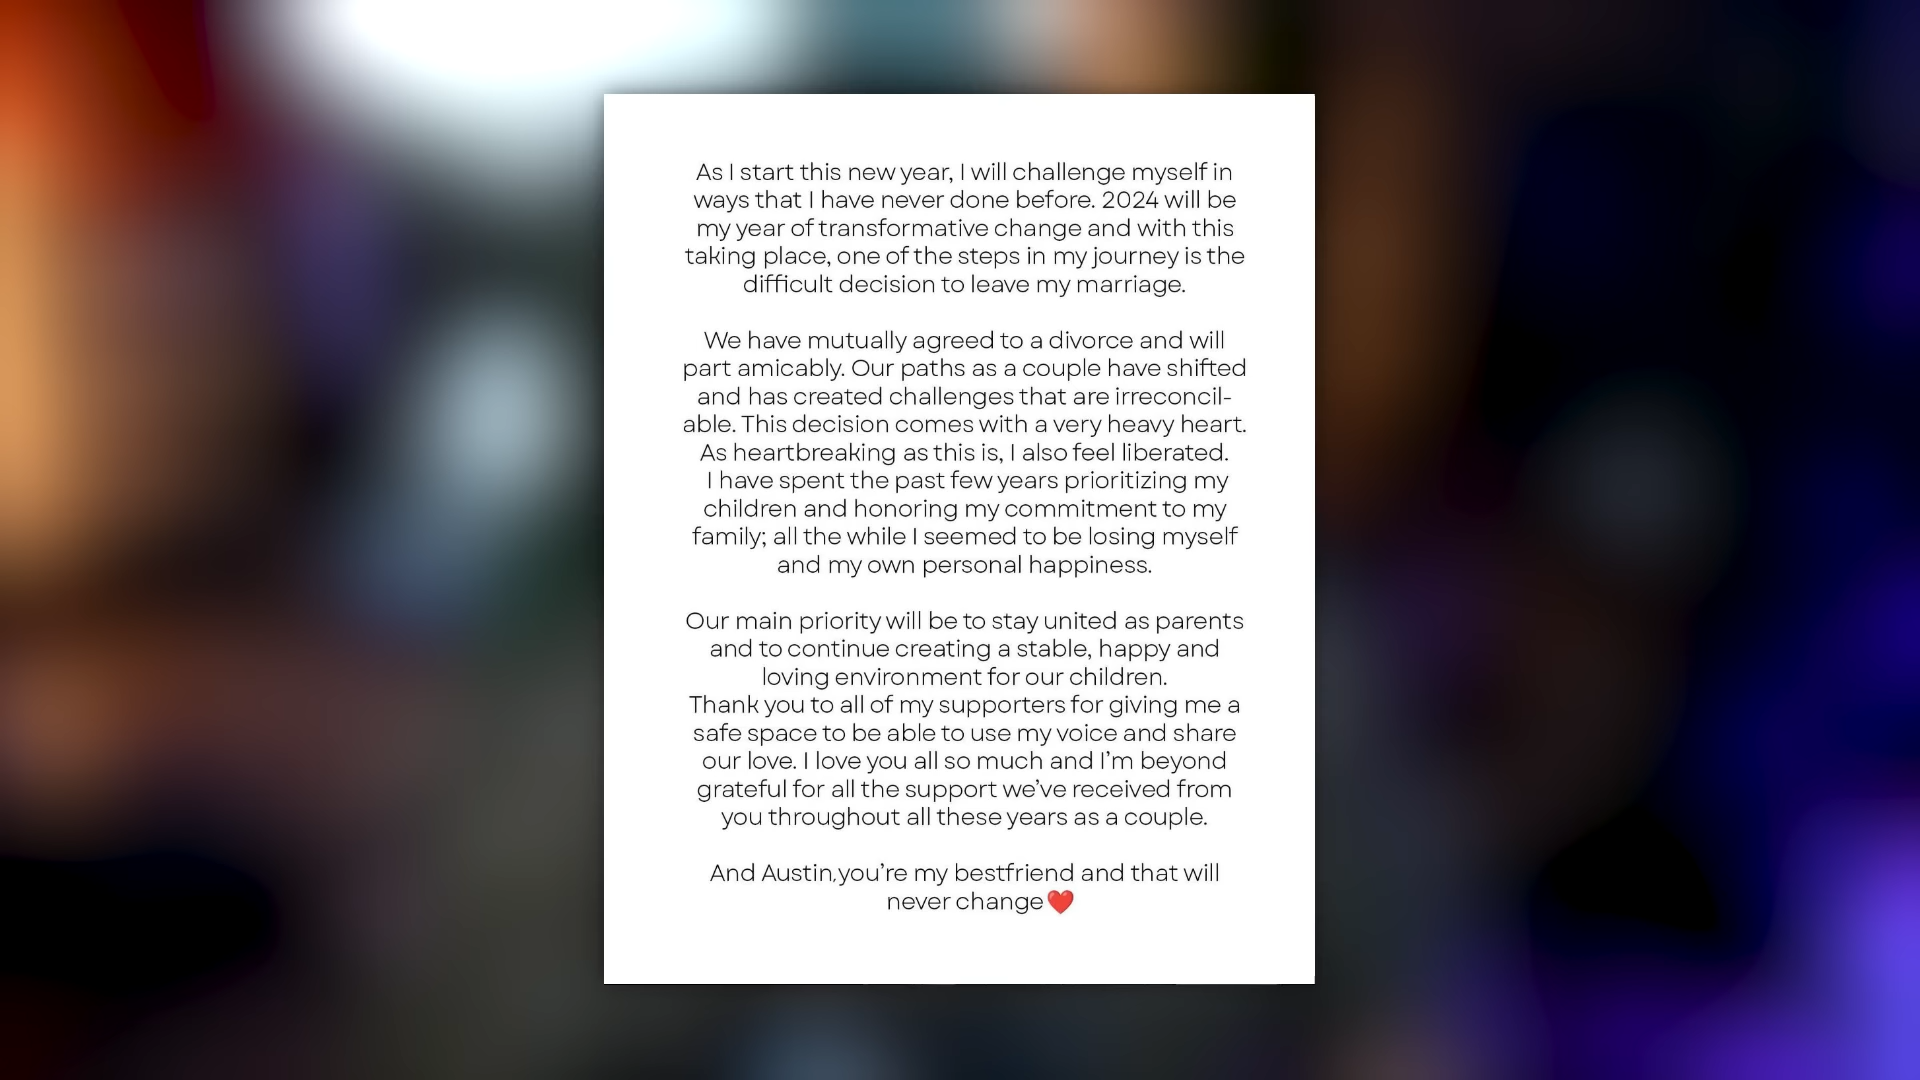 As I start this new year, I will challenge myself in
ways that I have never done before. 2024 will be
my year of transformative change and with this
taking place, one of the steps in my journey is the
difficult decision to leave my marriage.
We have mutually agreed to a divorce and will
part amicably. Our paths as a couple have shifted
and has created challenges that are irreconcil-
able. This decision comes with a very heavy heart.
As heartbreaking as this is, I also feel liberated.
I have spent the past few years prioritizing my
children and honoring my commitment to my
family; all the while I seemed to be losing myself
and my own personal happiness.
Our main priority will be to stay united as parents
and to continue creating a stable, happy and
loving environment for our children.
Thank you to all of my supporters for giving me a
safe space to be able to use my voice and share
our love. I love you all so much and I’m beyond
grateful for all the support we’ve received from
you throughout all these years as a couple.
And Austin,you’re my bestfriend and that will
never change❤️